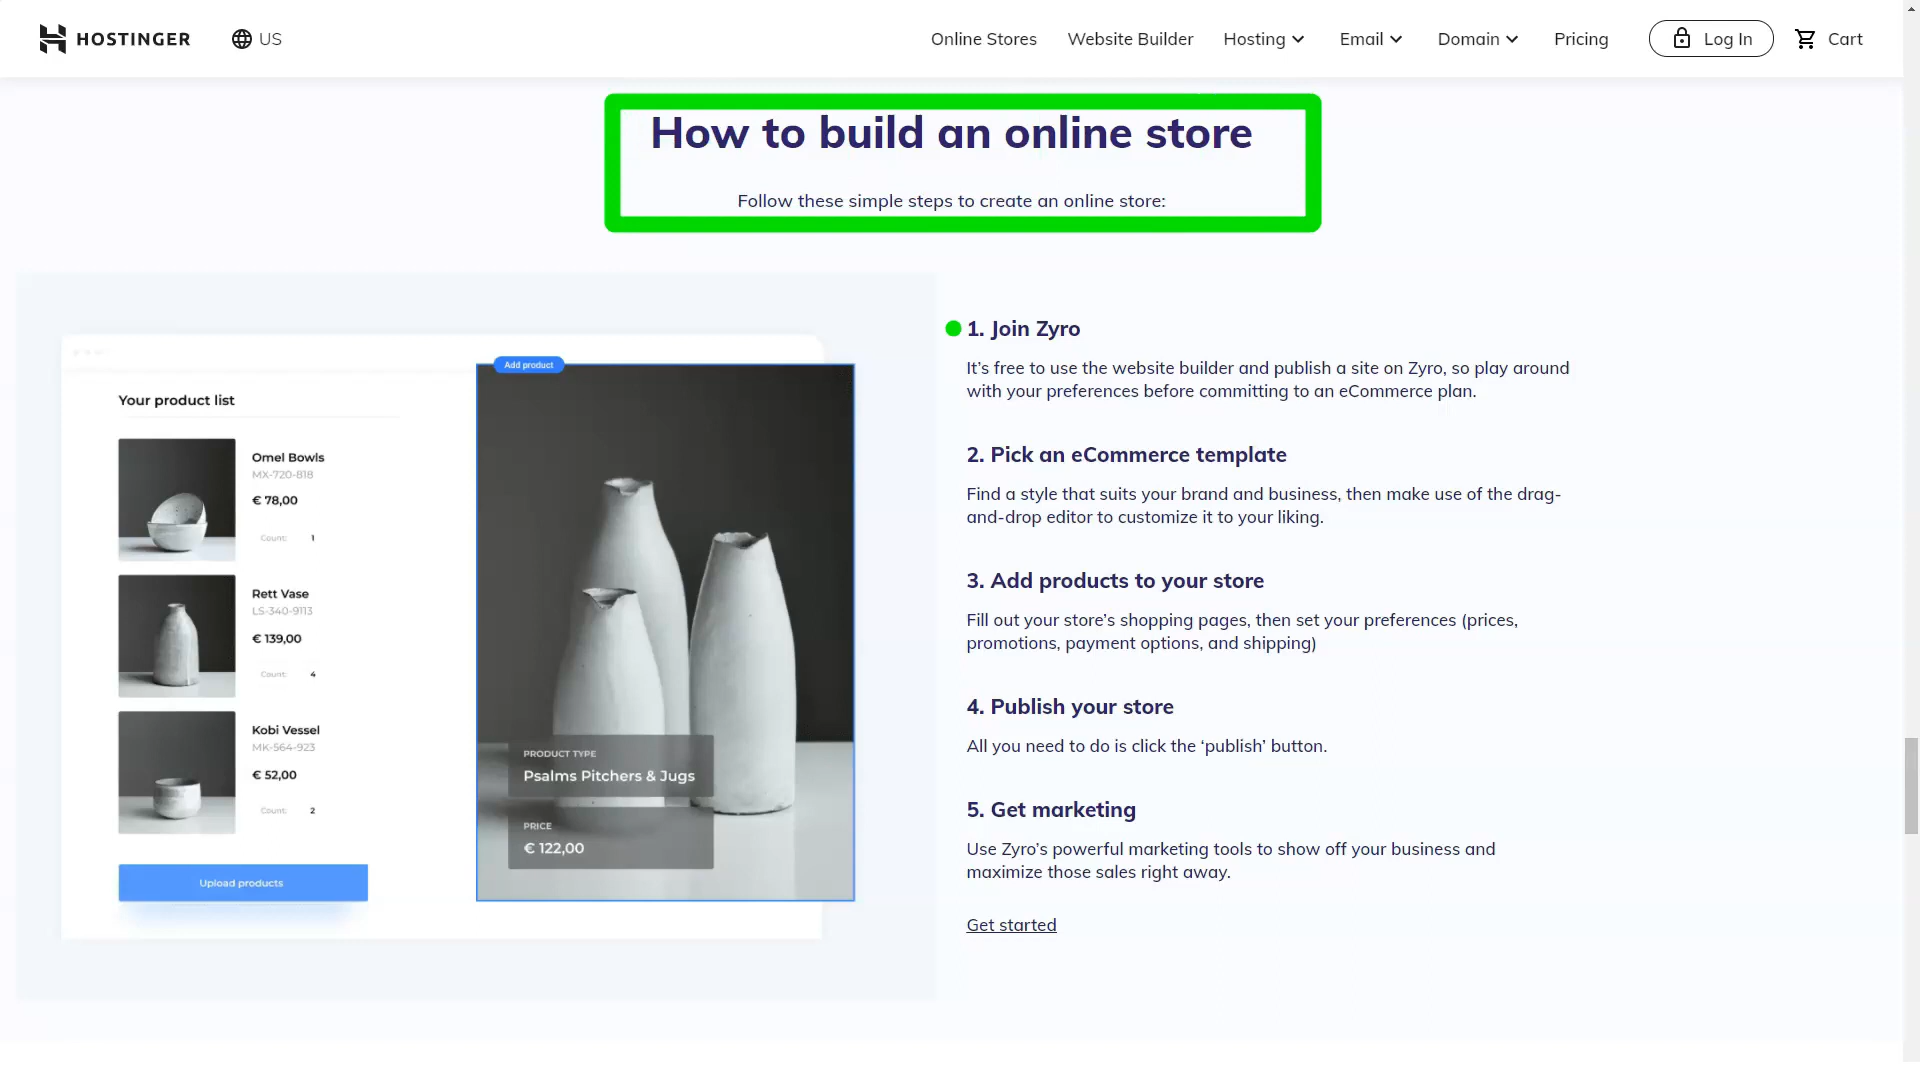 HOSTINGER
US
Online Stores
Website Builder
Hosting
Email
Domain
Pricing
Log In
Cart
How to build an online store
Follow these simple steps to create an online store:
Your product list
Omel Bowls
MX-720-818
€ 78,00
Count: 1
Rett Vase
LS-340-9113
€ 139,00
Count: 4
Kobi Vessel
MK-564-923
€ 52,00
Count: 2
Upload products
Add product
PRODUCT TYPE
Psalms Pitchers & Jugs
PRICE
€ 122,00
1. Join Zyro
It’s free to use the website builder and publish a site on Zyro, so play around
with your preferences before committing to an eCommerce plan.
2. Pick an eCommerce template
Find a style that suits your brand and business, then make use of the drag-
and-drop editor to customize it to your liking.
3. Add products to your store
Fill out your store’s shopping pages, then set your preferences (prices,
promotions, payment options, and shipping)
4. Publish your store
All you need to do is click the ‘publish’ button.
5. Get marketing
Use Zyro’s powerful marketing tools to show off your business and
maximize those sales right away.
Get started